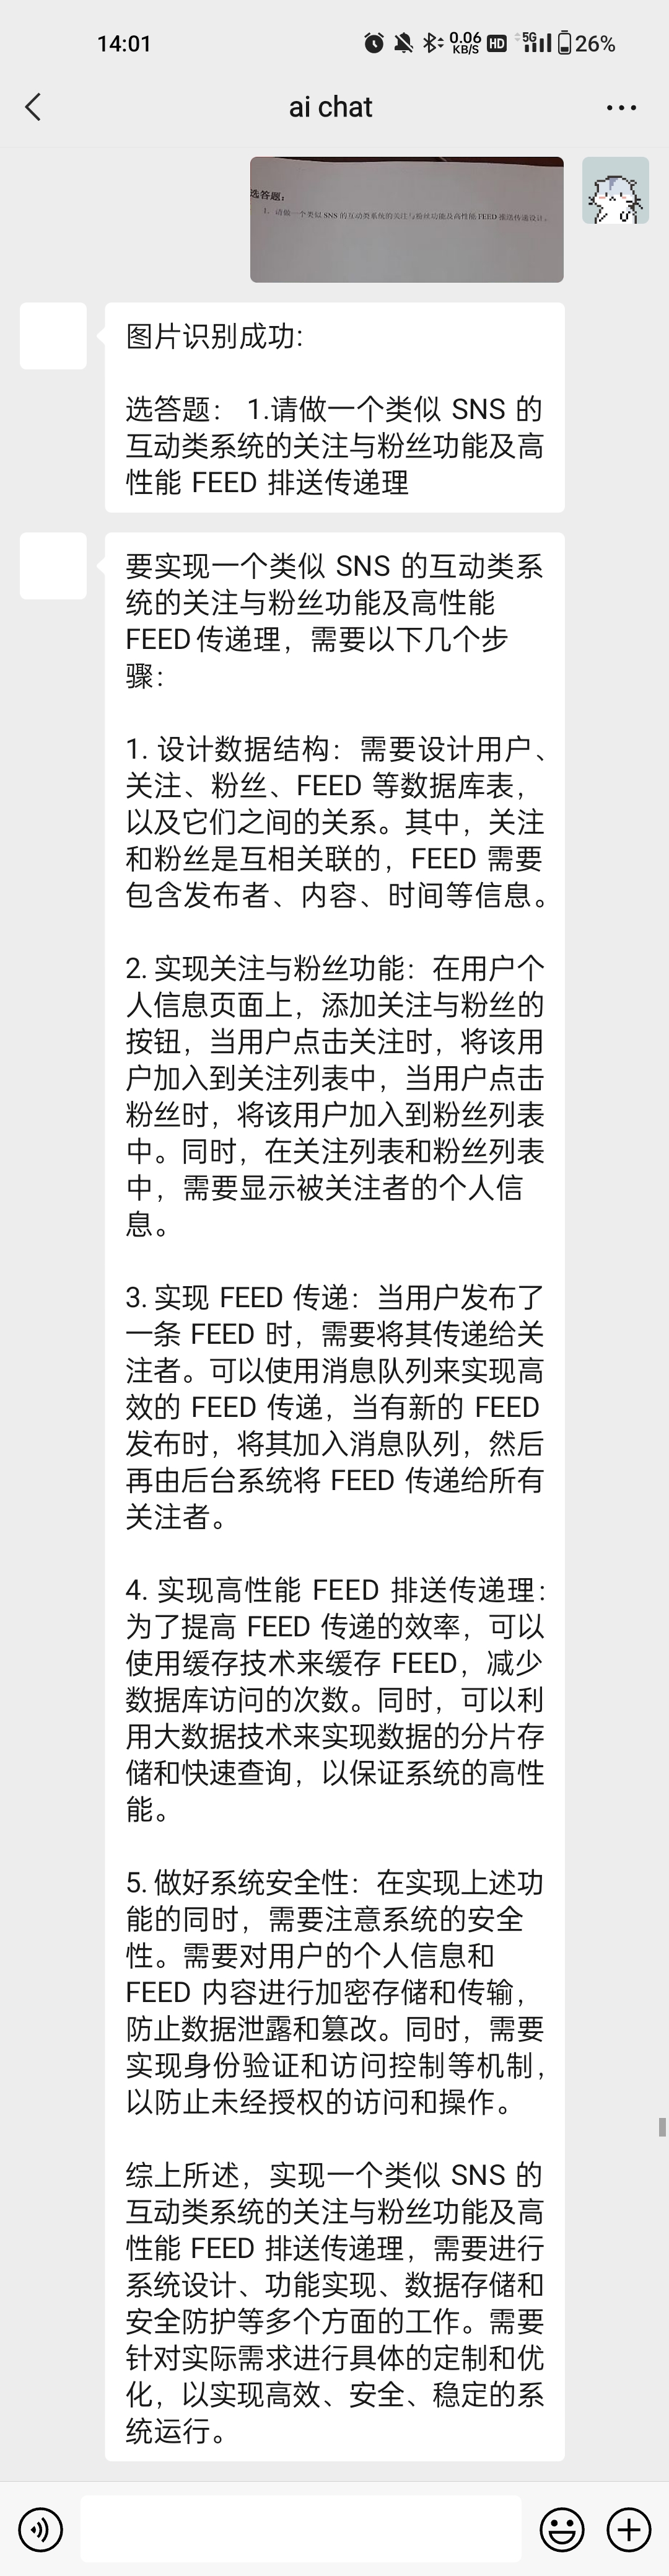 14:01
0.06
KB/S
HD
5G
26%
ai chat
选答题：
1、请做一个类似 SNS 的互动类系统的关注与粉丝功能及高性能 FEED 推送传递设计。
图片识别成功:
选答题： 1.请做一个类似 SNS 的
互动类系统的关注与粉丝功能及高
性能 FEED 排送传递理
要实现一个类似 SNS 的互动类系
统的关注与粉丝功能及高性能
FEED 传递理，需要以下几个步
骤：
1. 设计数据结构：需要设计用户、
关注、粉丝、FEED 等数据库表，
以及它们之间的关系。其中，关注
和粉丝是互相关联的，FEED 需要
包含发布者、内容、时间等信息。
2. 实现关注与粉丝功能：在用户个
人信息页面上，添加关注与粉丝的
按钮，当用户点击关注时，将该用
户加入到关注列表中，当用户点击
粉丝时，将该用户加入到粉丝列表
中。同时，在关注列表和粉丝列表
中，需要显示被关注者的个人信
息。
3. 实现 FEED 传递：当用户发布了
一条 FEED 时，需要将其传递给关
注者。可以使用消息队列来实现高
效的 FEED 传递，当有新的 FEED
发布时，将其加入消息队列，然后
再由后台系统将 FEED 传递给所有
关注者。
4. 实现高性能 FEED 排送传递理：
为了提高 FEED 传递的效率，可以
使用缓存技术来缓存 FEED，减少
数据库访问的次数。同时，可以利
用大数据技术来实现数据的分片存
储和快速查询，以保证系统的高性
能。
5. 做好系统安全性：在实现上述功
能的同时，需要注意系统的安全
性。需要对用户的个人信息和
FEED 内容进行加密存储和传输，
防止数据泄露和篡改。同时，需要
实现身份验证和访问控制等机制，
以防止未经授权的访问和操作。
综上所述，实现一个类似 SNS 的
互动类系统的关注与粉丝功能及高
性能 FEED 排送传递理，需要进行
系统设计、功能实现、数据存储和
安全防护等多个方面的工作。需要
针对实际需求进行具体的定制和优
化，以实现高效、安全、稳定的系
统运行。